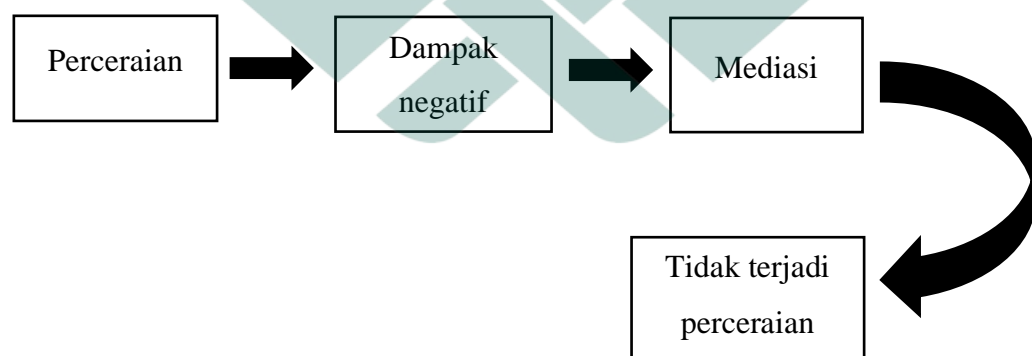 Perceraian
Dampak
negatif
Mediasi
Tidak terjadi
perceraian